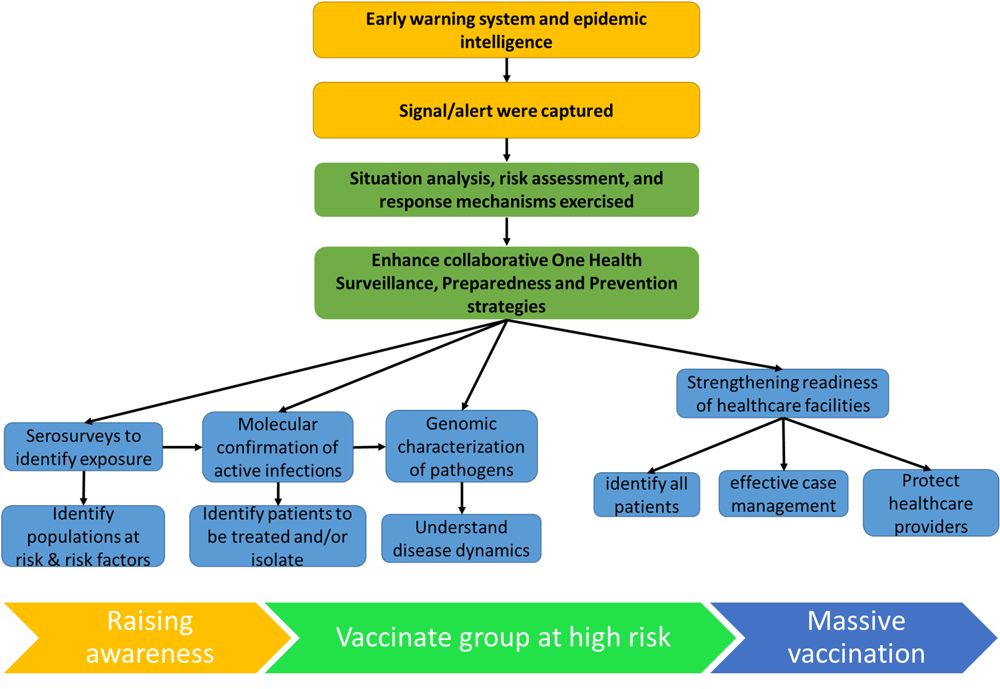 Early warning system and epidemic
intelligence
Signal/alert were captured
Situation analysis, risk assessment, and
response mechanisms exercised
Enhance collaborative One Health
Surveillance, Preparedness and Prevention
strategies
Strengthening readiness
of healthcare facilities
Serosurveys to
identify exposure
Molecular
confirmation of
active infections
Genomic
characterization
of pathogens
identify all
patients
effective case
management
Protect
healthcare
providers
Identify
populations at
risk & risk factors
Identify patients to
be treated and/or
isolate
Understand
disease dynamics
Raising
awareness
Vaccinate group at high risk
Massive
vaccination